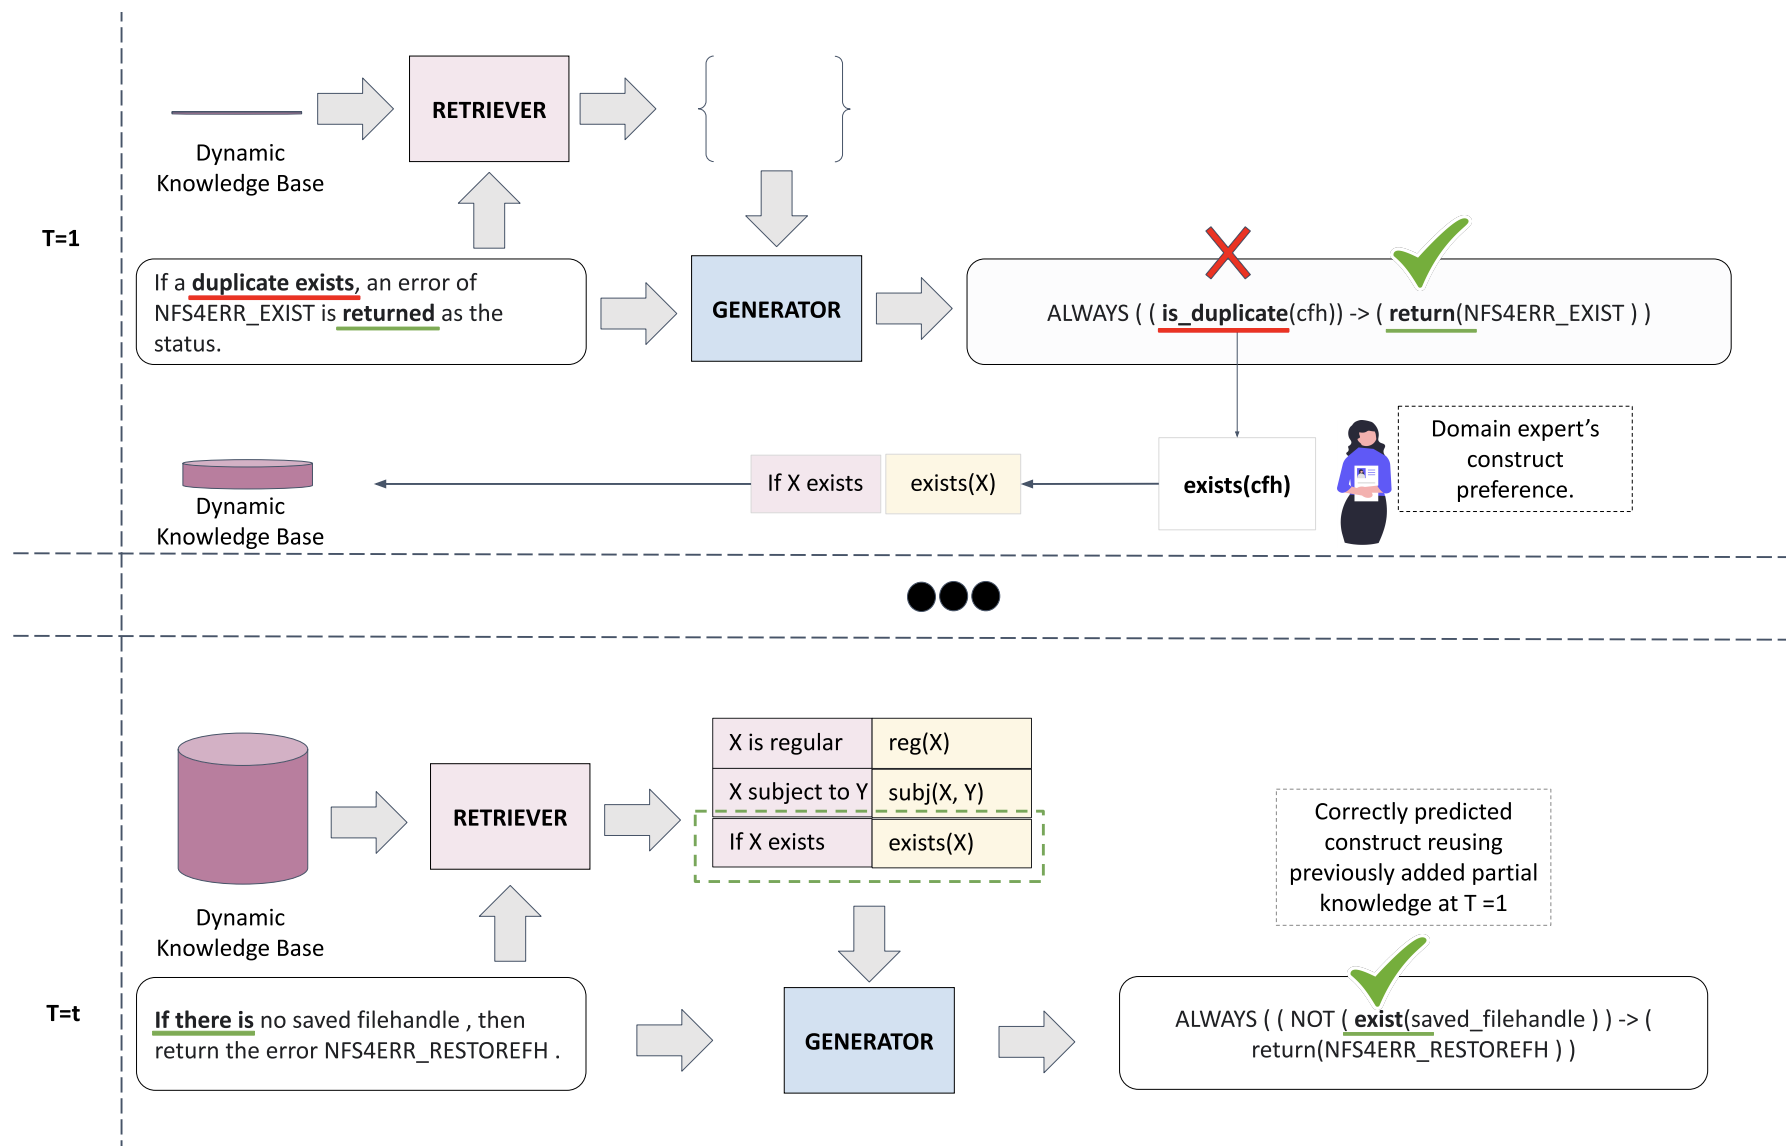 T=1
Dynamic
Knowledge Base
RETRIEVER
If a duplicate exists, an error of
NFS4ERR_EXIST is returned as the
status.
GENERATOR
ALWAYS ( ( is_duplicate(cfh)) -> ( return(NFS4ERR_EXIST ) )
Domain expert's
construct
preference.
exists(cfh)
exists(X)
If X exists
Dynamic
Knowledge Base
T=t
Dynamic
Knowledge Base
RETRIEVER
X is regular reg(X)
X subject to Y subj(X, Y)
If X exists exists(X)
If there is no saved filehandle , then
return the error NFS4ERR_RESTOREFH .
GENERATOR
Correctly predicted
construct reusing
previously added partial
knowledge at T =1
ALWAYS ( ( NOT ( exist(saved_filehandle ) ) -> (
return(NFS4ERR_RESTOREFH ) )